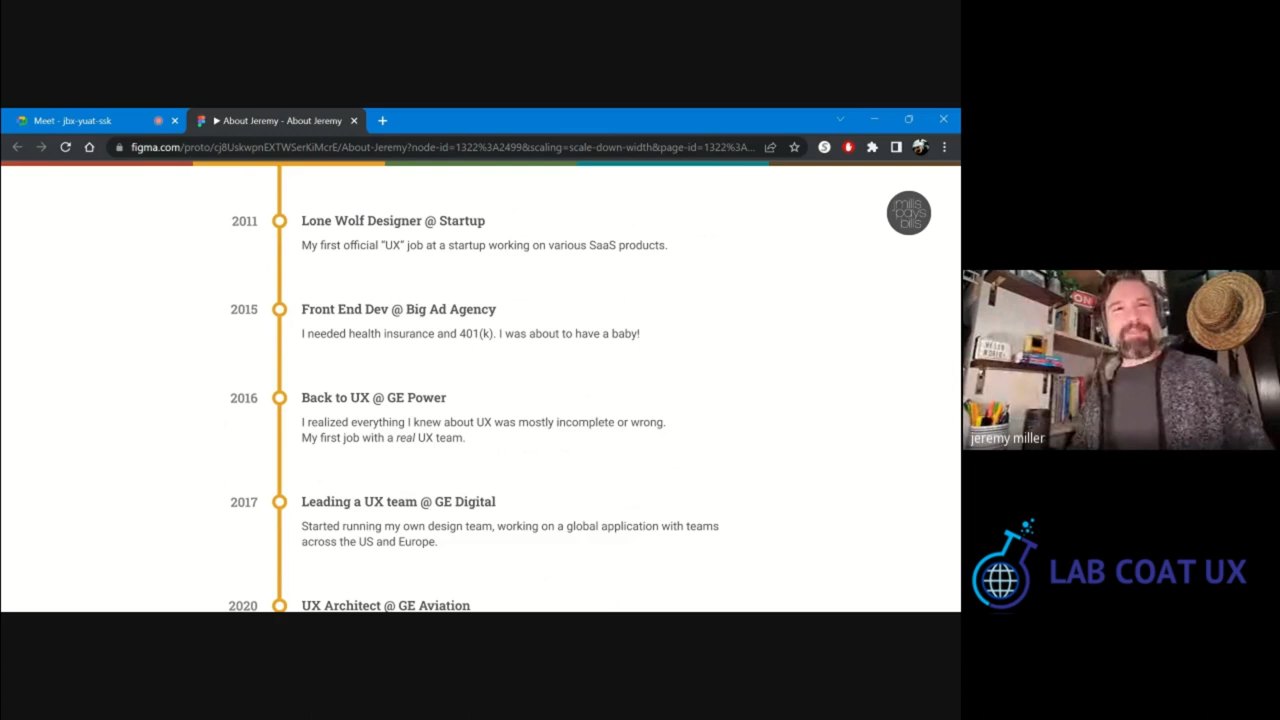 Meet - jbx-yuat-ssk
About Jeremy - About Jeremy
figma.com/proto/cj8UskwpnEXTWSerKiMcrE/About-Jeremy?node-id=1322%3A2499&scaling=scale-down-width&page-id=1322%3A...
mills
pays
bills
2011 Lone Wolf Designer @ Startup
My first official “UX” job at a startup working on various SaaS products.
2015 Front End Dev @ Big Ad Agency
I needed health insurance and 401(k). I was about to have a baby!
2016 Back to UX @ GE Power
I realized everything I knew about UX was mostly incomplete or wrong.
My first job with a real UX team.
2017 Leading a UX team @ GE Digital
Started running my own design team, working on a global application with teams
across the US and Europe.
2020 UX Architect @ GE Aviation
ON
HELLO
WORLD
jeremy miller
LAB COAT UX